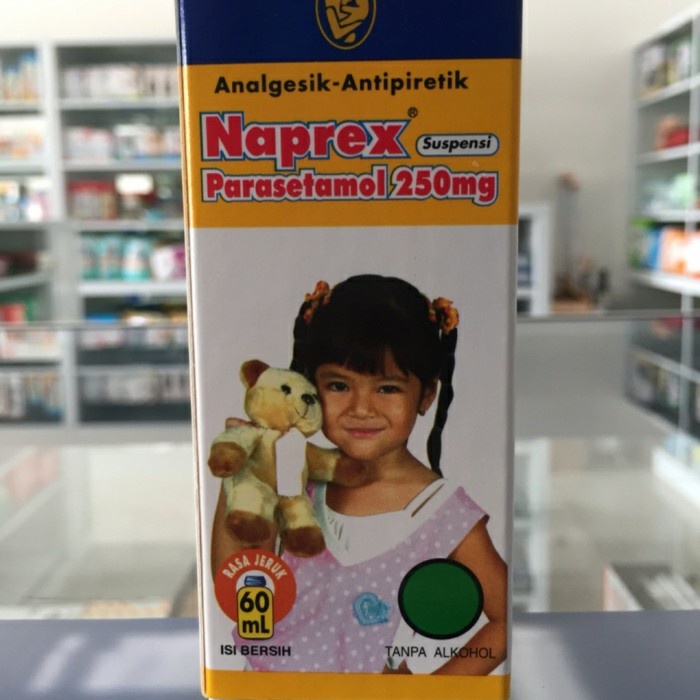 Analgesik-Antipiretik
Naprex® Suspensi
Parasetamol 250mg
RASA JERUK
60
mL
ISI BERSIH
TANPA ALKOHOL